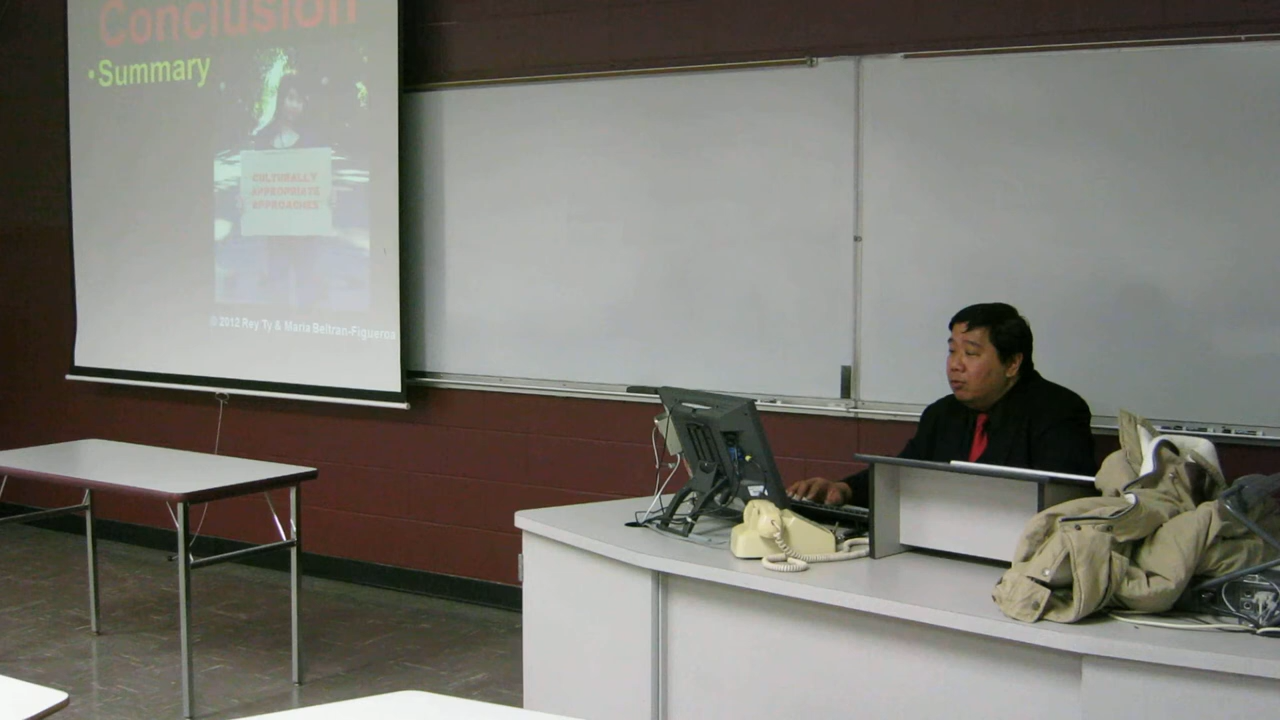 Conclusion
•Summary
CULTURALLY
APPROPRIATE
APPROACHES
© 2012 Rey Ty & Maria Beltran-Figueroa